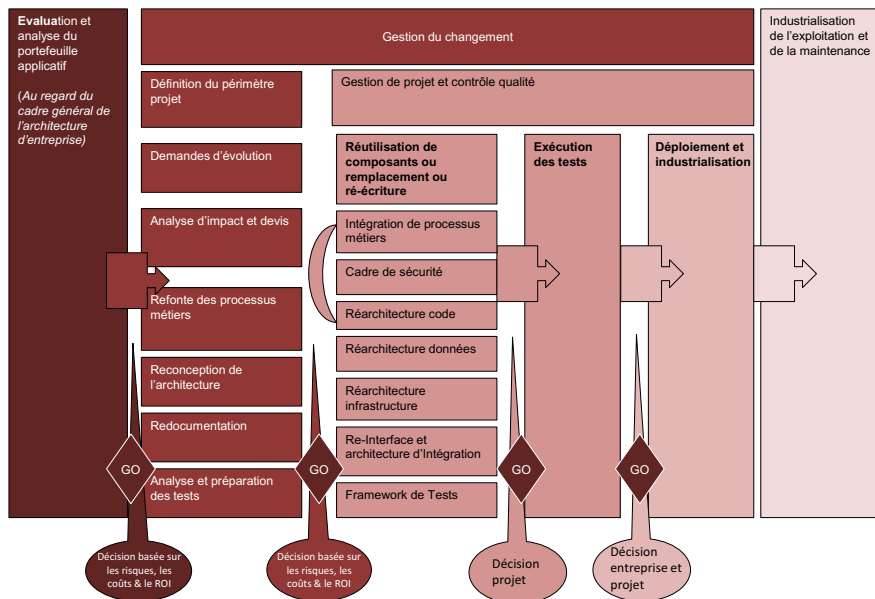 Evaluation et
analyse du
portefeuille
applicatif
(Au regard du
cadre général de
l'architecture
d'entreprise)
Gestion du changement
Industrialisation
de l'exploitation et
de la maintenance
Définition du périmètre
projet
Gestion de projet et contrôle qualité
Demandes d'évolution
Analyse d'impact et devis
Refonte des processus
métiers
Reconception de
l'architecture
Redocumentation
Analyse et préparation
des tests
Réutilisation de
composants ou
remplacement ou
ré-écriture
Intégration de processus
métiers
Cadre de sécurité
Réarchitecture code
Réarchitecture données
Réarchitecture
infrastructure
Re-Interface et
architecture d'Intégration
Framework de Tests
Exécution
des tests
Déploiement et
industrialisation
GO
GO
GO
GO
Décision basée sur
les risques, les
coûts & le ROI
Décision basée sur
les risques, les
coûts & le ROI
Décision
projet
Décision
entreprise et
projet